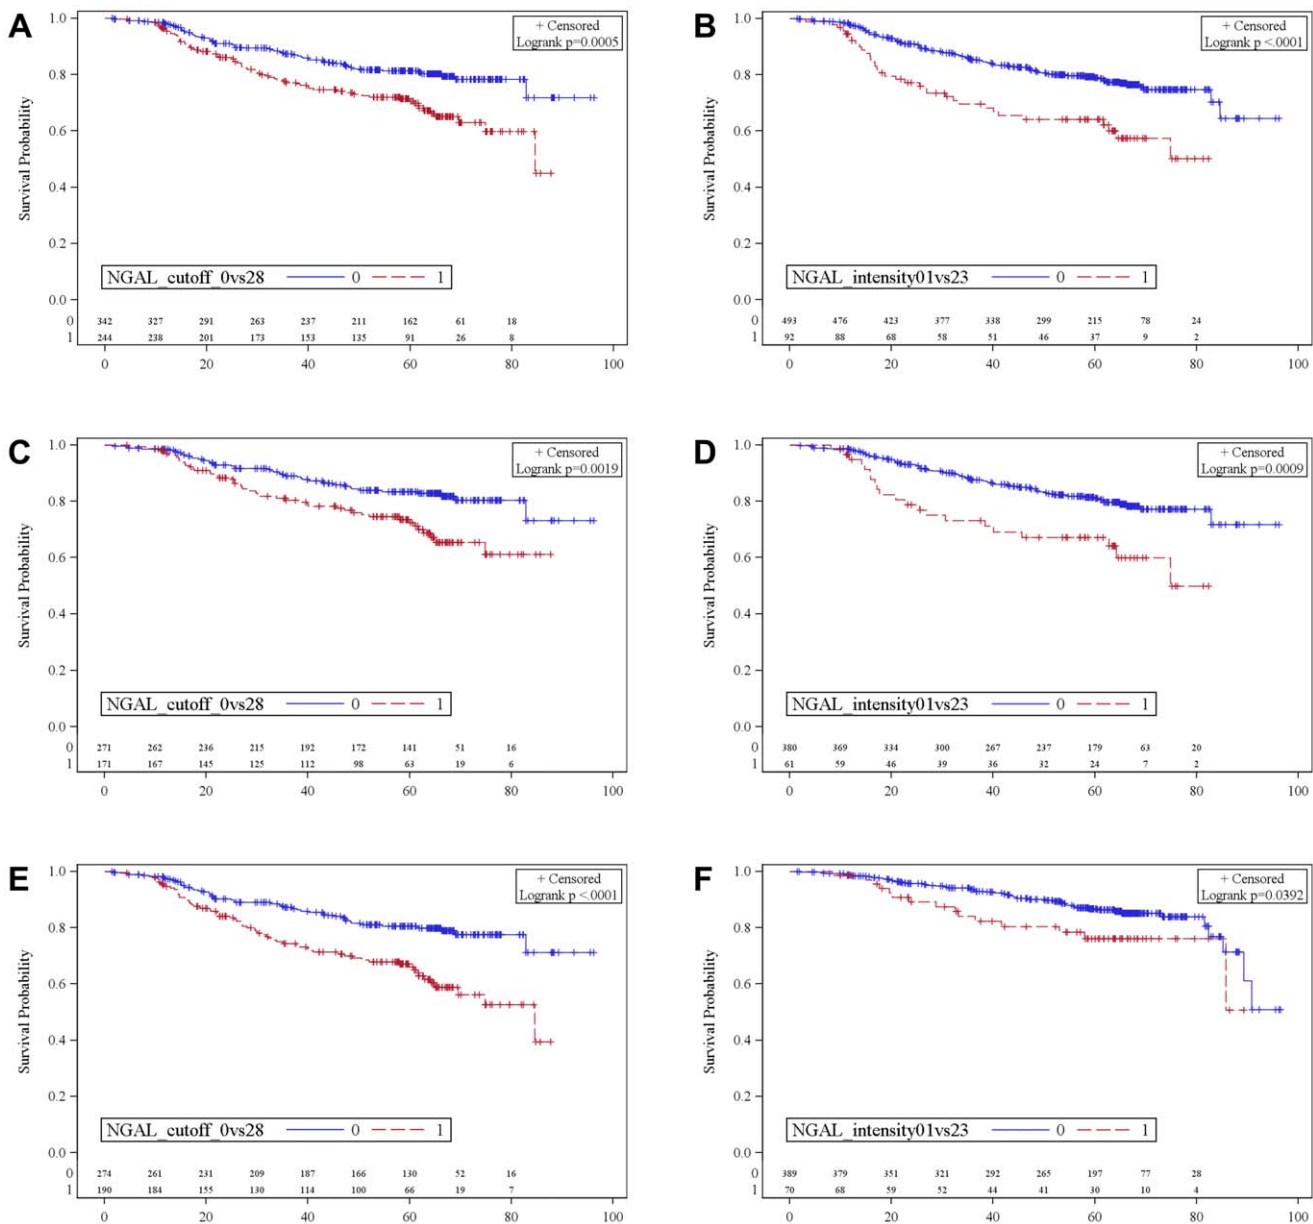 A
1.0
0.8
0.6
0.4
0.2
0.0
Survival Probability
+ Censored
Logrank p=0.0005
NGAL_cutoff_0vs28 0 1
0 342 327 291 263 237 211 162 61 18
1 244 238 201 173 153 135 91 26 8
0 20 40 60 80 100
B
1.0
0.8
0.6
0.4
0.2
0.0
Survival Probability
+ Censored
Logrank p <.0001
NGAL_intensity01vs23 0 1
0 493 476 423 377 338 299 215 78 24
1 92 88 68 58 51 46 37 9 2
0 20 40 60 80 100
C
1.0
0.8
0.6
0.4
0.2
0.0
Survival Probability
+ Censored
Logrank p=0.0019
NGAL_cutoff_0vs28 0 1
0 271 262 236 215 192 172 141 51 16
1 171 167 145 125 112 98 63 19 6
0 20 40 60 80 100
D
1.0
0.8
0.6
0.4
0.2
0.0
Survival Probability
+ Censored
Logrank p=0.0009
NGAL_intensity01vs23 0 1
0 380 369 334 300 267 237 179 63 20
1 61 59 46 39 36 32 24 7 2
0 20 40 60 80 100
E
1.0
0.8
0.6
0.4
0.2
0.0
Survival Probability
+ Censored
Logrank p <.0001
NGAL_cutoff_0vs28 0 1
0 274 261 231 209 187 166 130 52 16
1 190 184 155 130 114 100 66 19 7
0 20 40 60 80 100
F
1.0
0.8
0.6
0.4
0.2
0.0
Survival Probability
+ Censored
Logrank p=0.0392
NGAL_intensity01vs23 0 1
0 389 379 351 321 292 265 197 77 28
1 70 68 59 52 44 41 30 10 4
0 20 40 60 80 100